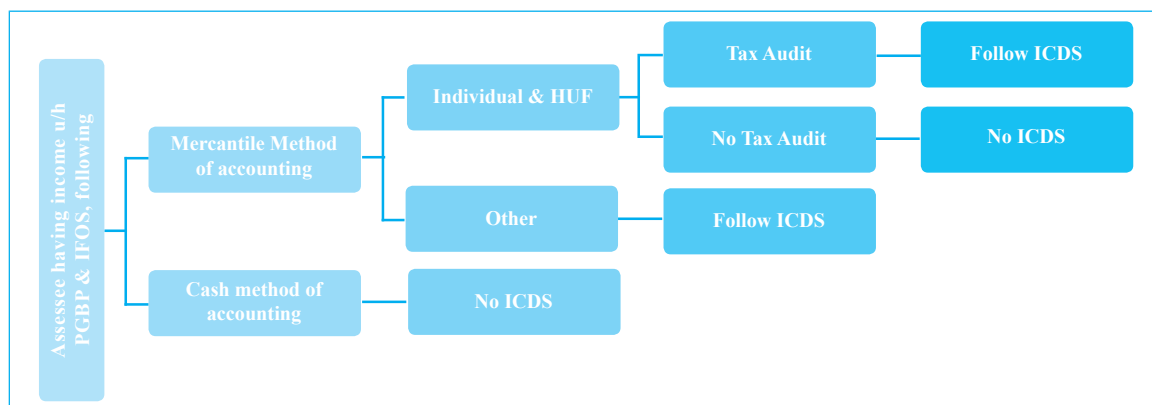 Assessee having income u/h
PGBP & IFOS, following
Mercantile Method
of accounting
Individual & HUF
Tax Audit
Follow ICDS
No Tax Audit
No ICDS
Other
Follow ICDS
Cash method of
accounting
No ICDS